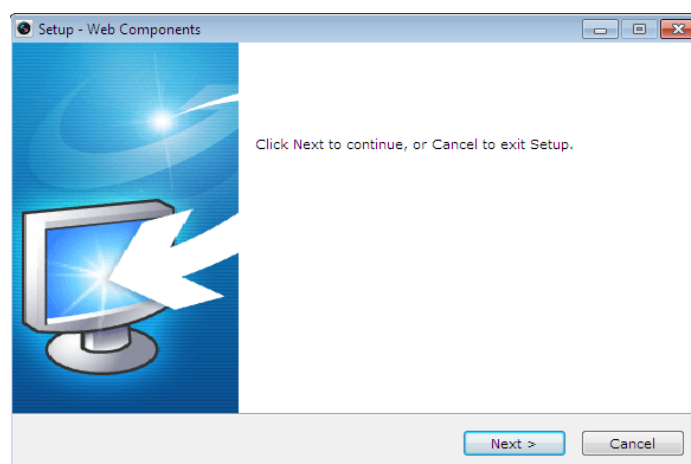 Setup - Web Components
Click Next to continue, or Cancel to exit Setup.
Next >
Cancel